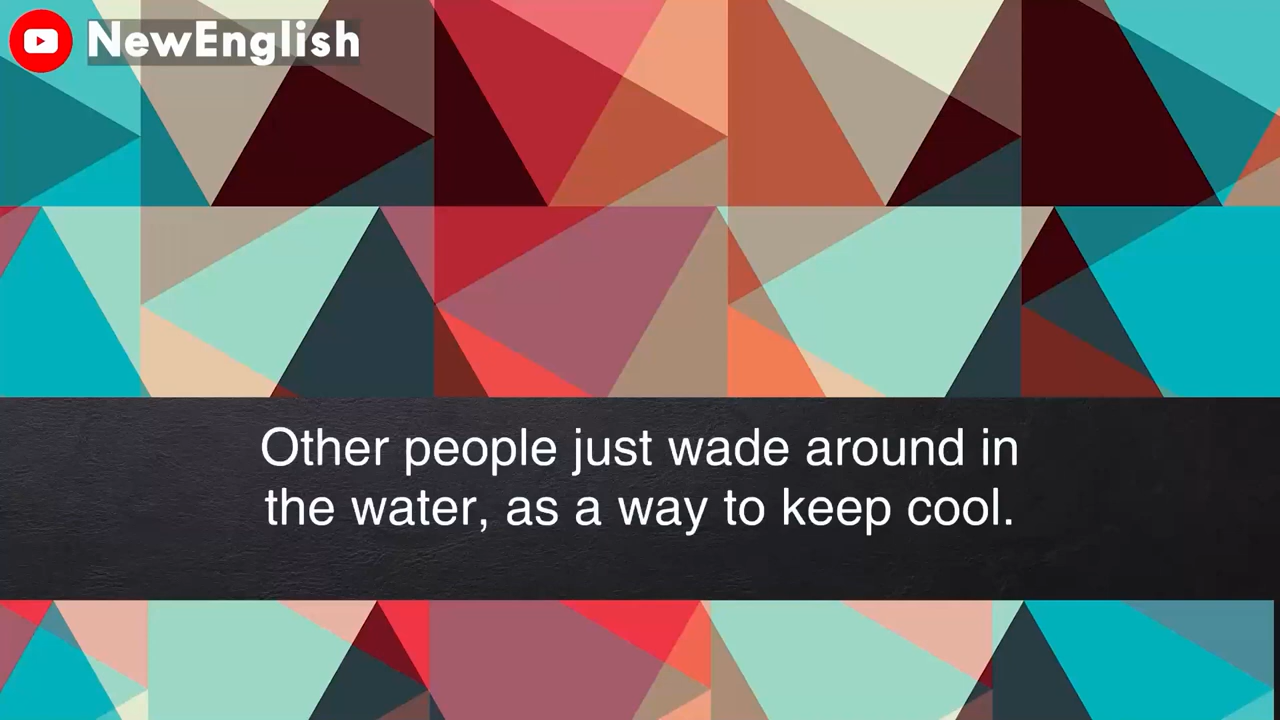 NewEnglish
Other people just wade around in
the water, as a way to keep cool.